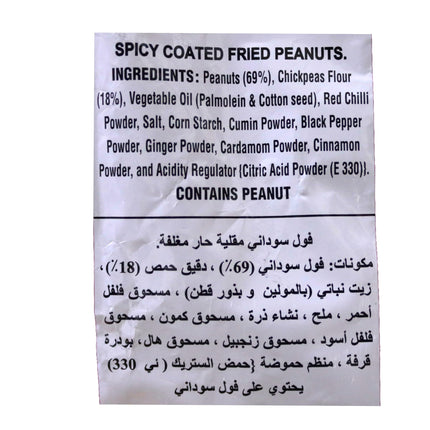 SPICY COATED FRIED PEANUTS.
INGREDIENTS: Peanuts (69%), Chickpeas Flour
(18%), Vegetable Oil (Palmolein & Cotton seed), Red Chilli
Powder, Salt, Corn Starch, Cumin Powder, Black Pepper
Powder, Ginger Powder, Cardamom Powder, Cinnamon
Powder, and Acidity Regulator {Citric Acid Powder (E 330)}.
CONTAINS PEANUT
فول سوداني مقلية حار مغلفة.
مكونات: فول سوداني (69٪) ، دقيق حمص (18٪)،
زيت نباتي (بالمولين و بذور قطن) ، مسحوق فلفل
أحمر ، ملح ، نشاء ذرة ، مسحوق كمون ، مسحوق
فلفل أسود ، مسحوق زنجبيل ، مسحوق هال، بودرة
قرفة ، منظم حموضة {حمض الستريك ( ئي 330)
يحتوي على فول سوداني